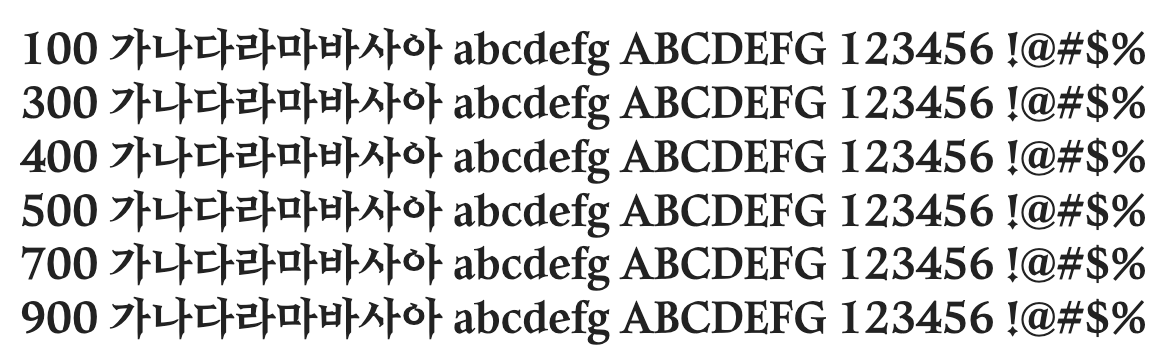 100 가나다라마바사아 abcdefg ABCDEFG 123456 !@#$%
300 가나다라마바사아 abcdefg ABCDEFG 123456 !@#$%
400 가나다라마바사아 abcdefg ABCDEFG 123456 !@#$%
500 가나다라마바사아 abcdefg ABCDEFG 123456 !@#$%
700 가나다라마바사아 abcdefg ABCDEFG 123456 !@#$%
900 가나다라마바사아 abcdefg ABCDEFG 123456 !@#$%